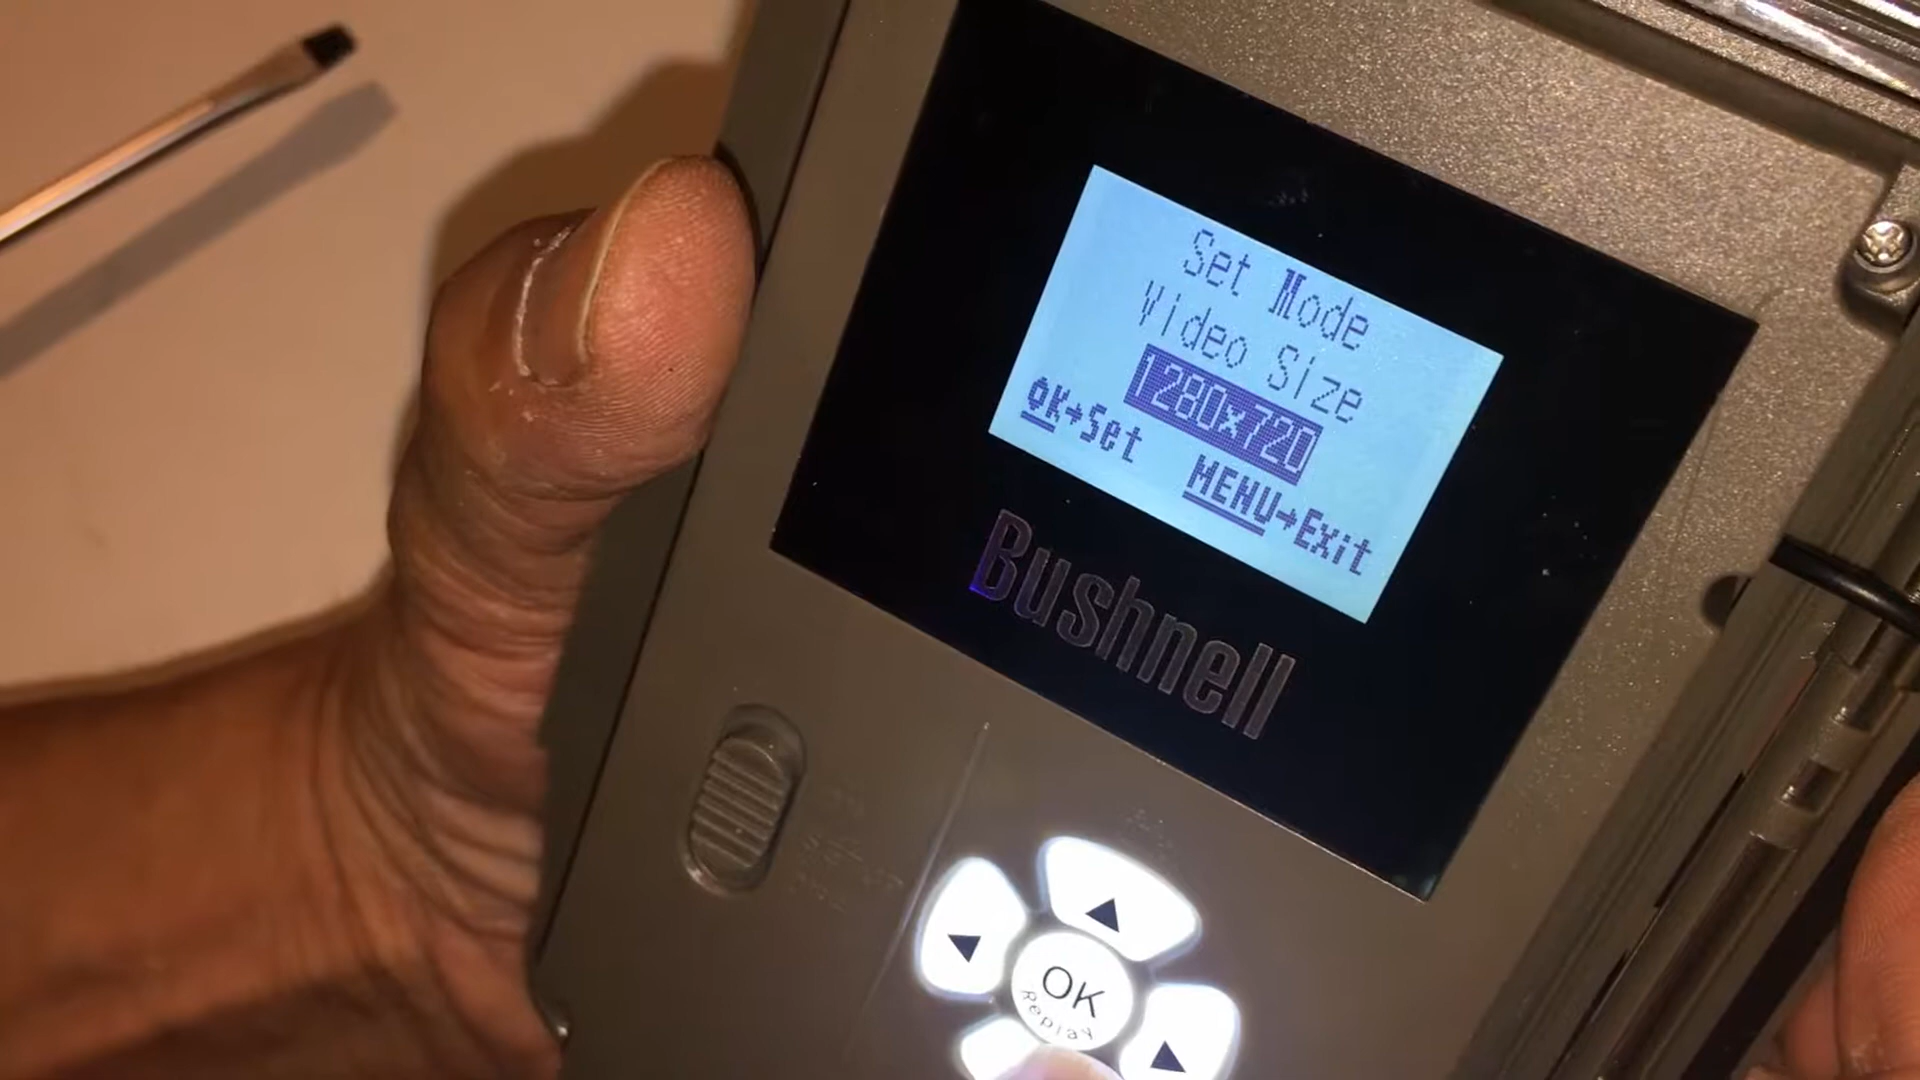 Set Mode
Video Size
1280x720
OK→Set MENU→Exit
Bushnell
OK
Replay